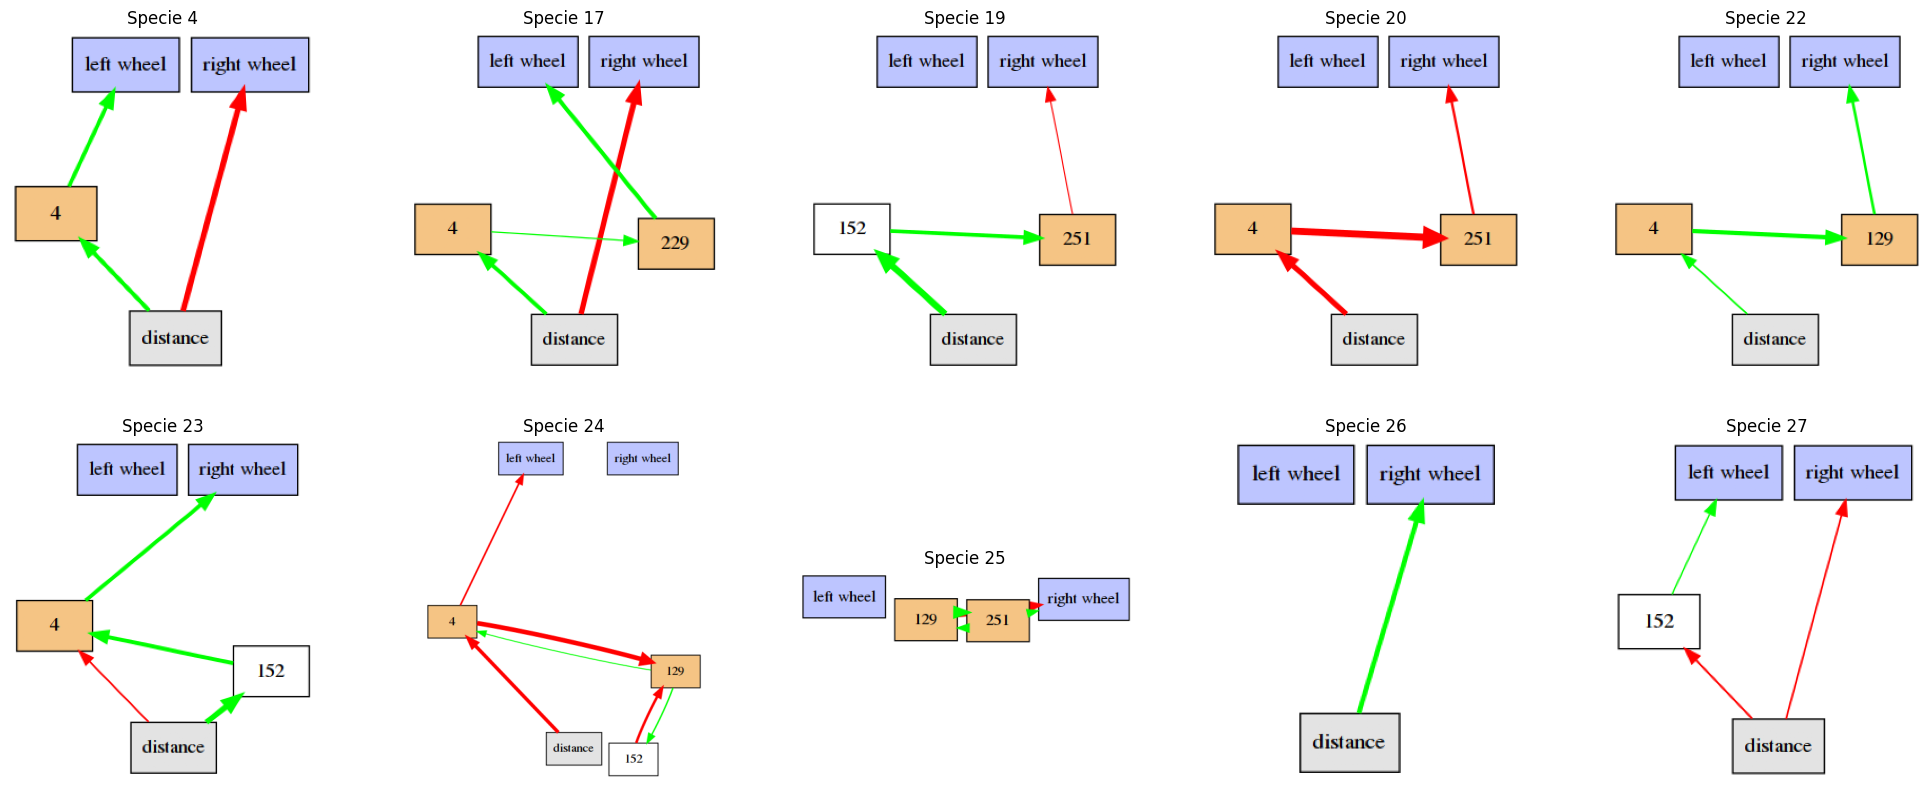 Specie 4
left wheel
right wheel
4
distance
Specie 17
left wheel
right wheel
4
229
distance
Specie 19
left wheel
right wheel
152
251
distance
Specie 20
left wheel
right wheel
4
251
distance
Specie 22
left wheel
right wheel
4
129
distance
Specie 23
left wheel
right wheel
4
152
distance
Specie 24
left wheel
right wheel
4
129
distance
152
Specie 25
left wheel
129
251
right wheel
Specie 26
left wheel
right wheel
distance
Specie 27
left wheel
right wheel
152
distance